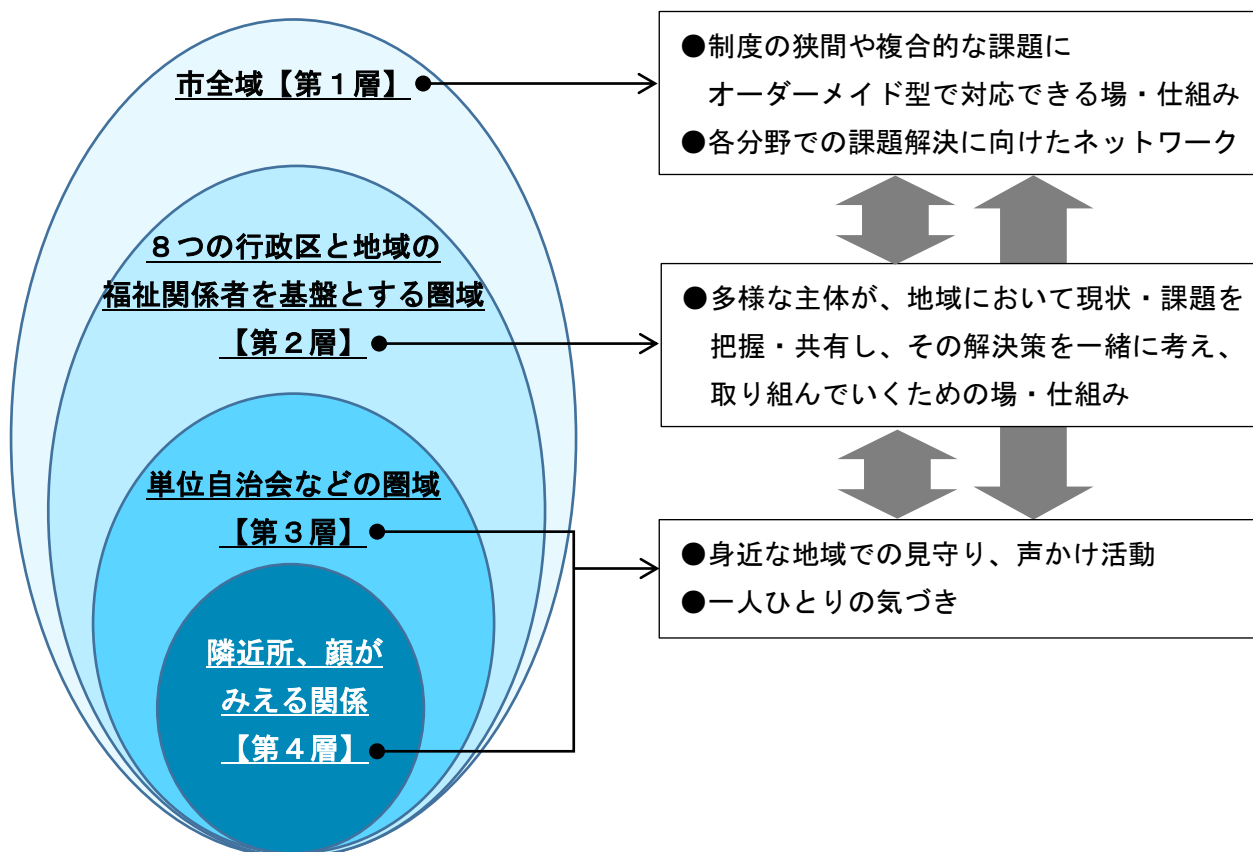 市全域【第１層】
８つの行政区と地域の
福祉関係者を基盤とする圏域
【第２層】
単位自治会などの圏域
【第３層】
隣近所、顔が
みえる関係
【第４層】
●制度の狭間や複合的な課題に
オーダーメイド型で対応できる場・仕組み
●各分野での課題解決に向けたネットワーク
●多様な主体が、地域において現状・課題を
把握・共有し、その解決策を一緒に考え、
取り組んでいくための場・仕組み
●身近な地域での見守り、声かけ活動
●一人ひとりの気づき